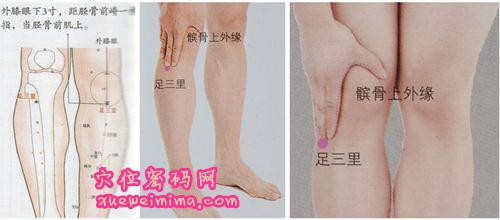 外膝眼下3寸，距胫骨前嵴一
指，当胫骨前肌上。
外膝眼
足三里
髌骨上外缘
足三里
髌骨上外缘
足三里
穴位密码网
xueweimima.com